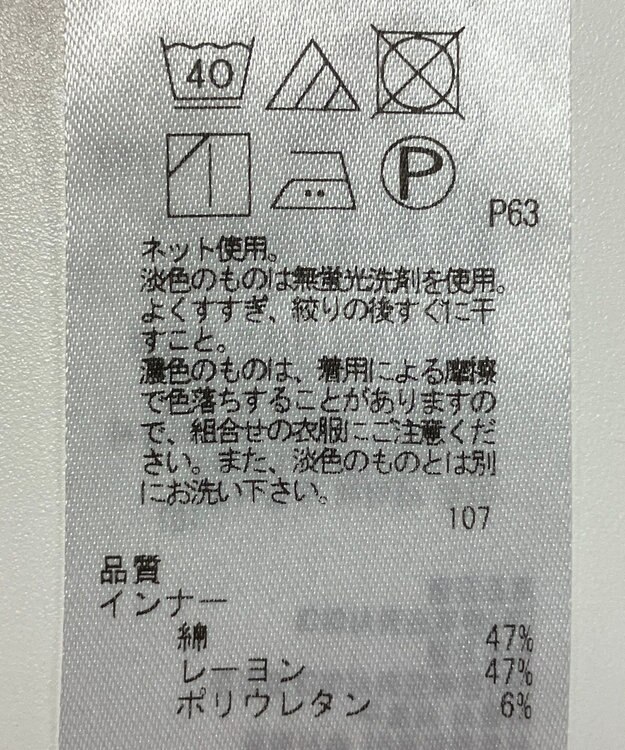 40
P
P63
ネット使用。
淡色のものは無蛍光洗剤を使用。
よくすすぎ、絞りの後すぐに干
すこと。
濃色のものは、着用による摩擦
で色落ちすることがありますの
で、組合せの衣服にご注意くだ
さい。また、淡色のものとは別
にお洗い下さい。
107
品質
インナー
綿 47%
レーヨン 47%
ポリウレタン 6%